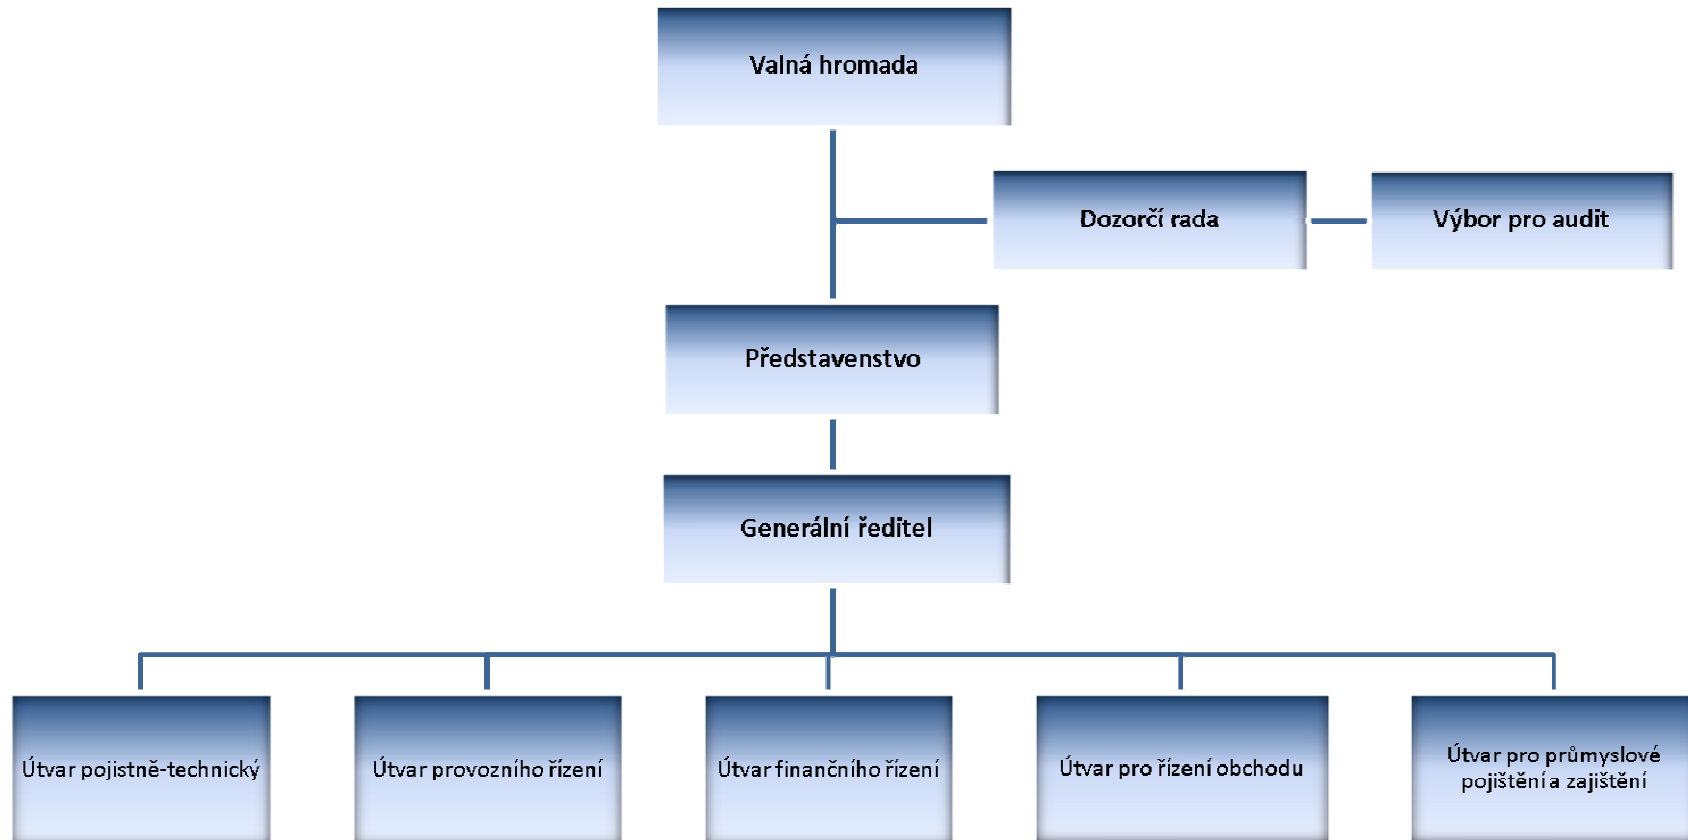 Valná hromada
Dozorčí rada
Výbor pro audit
Představenstvo
Generální ředitel
Útvar pojistně-technický
Útvar provozního řízení
Útvar finančního řízení
Útvar pro řízení obchodu
Útvar pro průmyslové
pojištění a zajištění